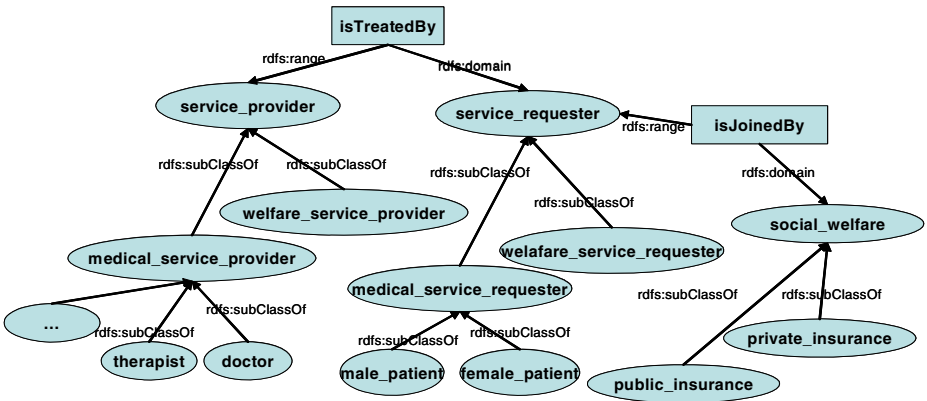 isTreatedBy
rdfs:range
rdfs:domain
service_provider
service_requester
isJoinedBy
rdfs:range
rdfs:subClassOf
rdfs:subClassOf
rdfs:subClassOf
rdfs:domain
welfare_service_provider
rdfs:subClassOf
social_welfare
medical_service_provider
welafare_service_requester
medical_service_requester
rdfs:subClassOf
rdfs:subClassOf
...
rdfs:subClassOf
rdfs:subClassOf
rdfs:subClassOf
rdfs:subClassOf
private_insurance
therapist
doctor
male_patient
female_patient
public_insurance